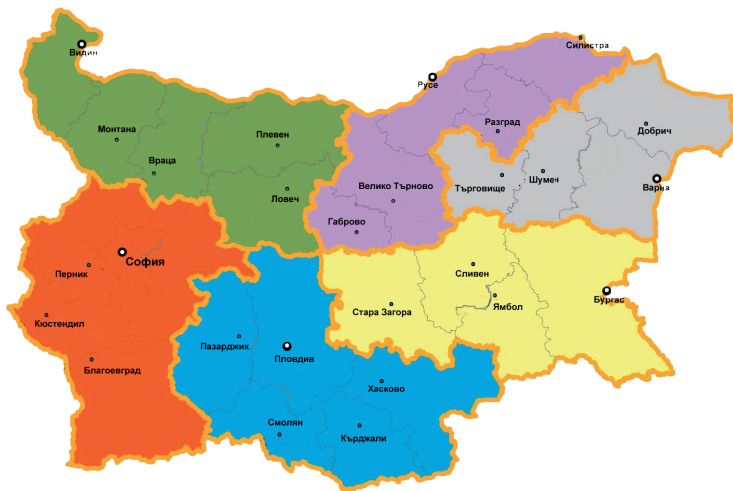 Силистра
Видин
Русе
Разград
Добрич
Монтана
Плевен
Враца
Търговище
Шумен
Варна
Ловеч
Велико Търново
Габрово
София
Перник
Сливен
Стара Загора
Ямбол
Бургас
Кюстендил
Пазарджик
Пловдив
Благоевград
Хасково
Смолян
Кърджали